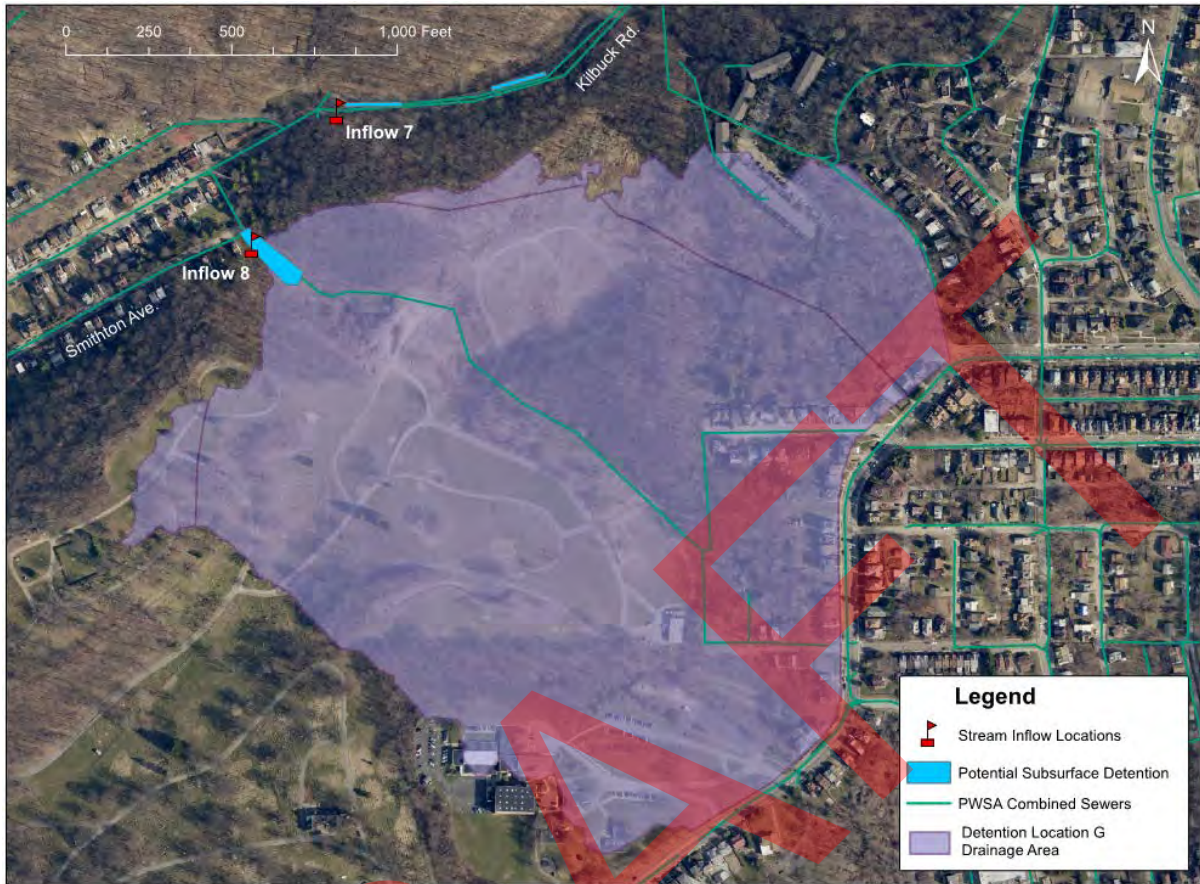 0 250 500 1,000 Feet
N
Kilbuck Rd.
Inflow 7
Inflow 8
Smithton Ave.
Legend
Stream Inflow Locations
Potential Subsurface Detention
PWSA Combined Sewers
Detention Location G
Drainage Area